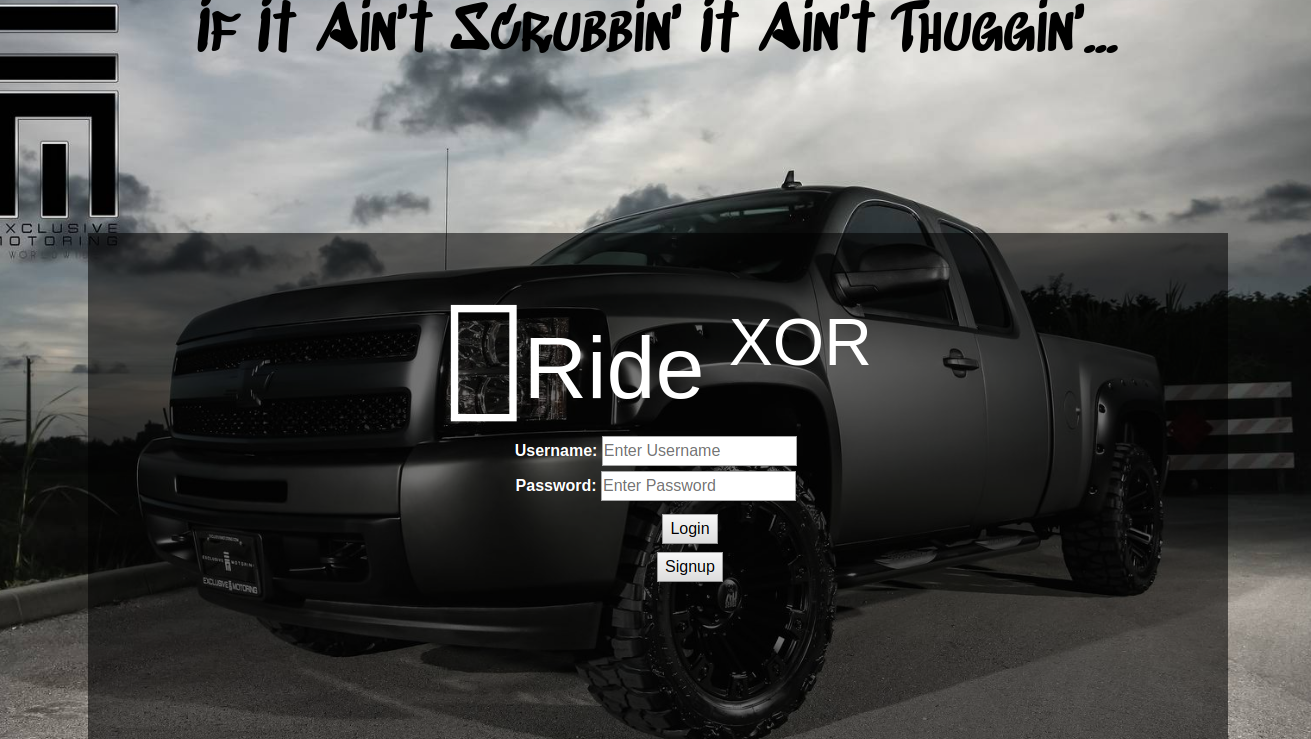 If It Ain't Scrubbin' It Ain't Thuggin'...
XCLUSIVE
MOTORING
WORLDWI
Ride XOR
Username: Enter Username
Password: Enter Password
Login
Signup
EXCLUSIVE MOTORING